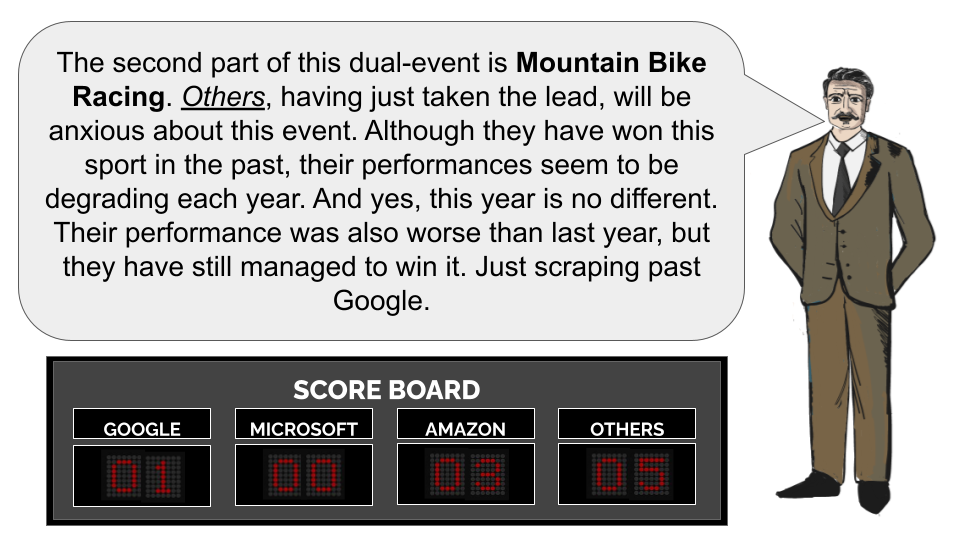 The second part of this dual-event is Mountain Bike
Racing. Others, having just taken the lead, will be
anxious about this event. Although they have won this
sport in the past, their performances seem to be
degrading each year. And yes, this year is no different.
Their performance was also worse than last year, but
they have still managed to win it. Just scraping past
Google.
SCORE BOARD
GOOGLE MICROSOFT AMAZON OTHERS
01 00 03 05